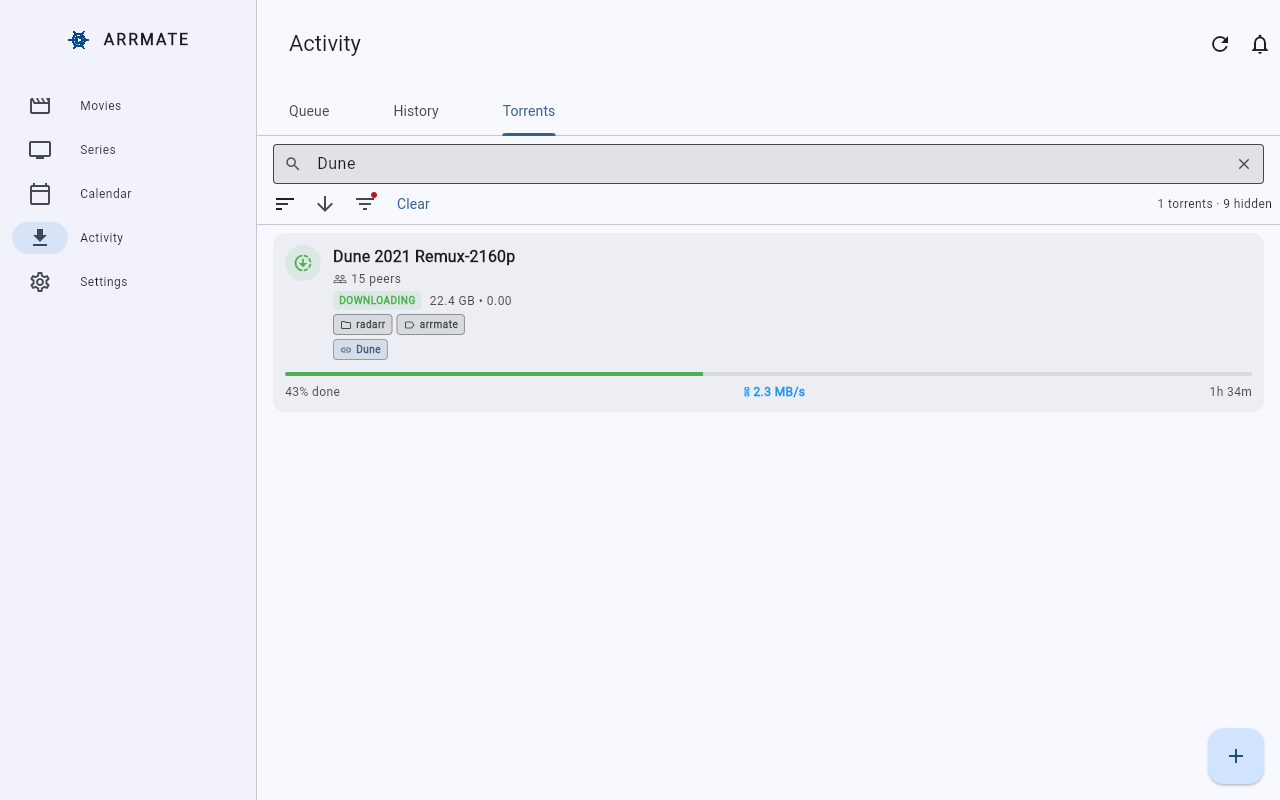 ARRMATE
Movies
Series
Calendar
Activity
Settings
Activity
Queue
History
Torrents
Dune
Clear
1 torrents · 9 hidden
Dune 2021 Remux-2160p
15 peers
DOWNLOADING
22.4 GB • 0.00
radarr
arrmate
Dune
43% done
2.3 MB/s
1h 34m